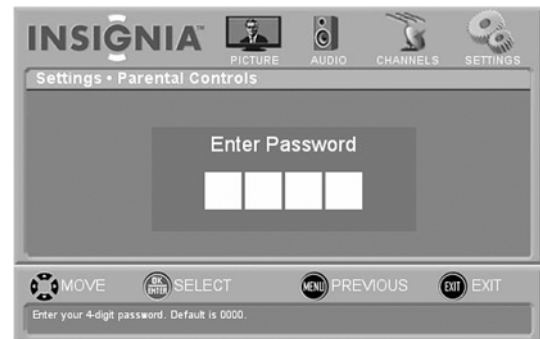 INSIGNIA™
PICTURE AUDIO CHANNELS SETTINGS
Settings • Parental Controls
Enter Password
MOVE OK ENTER SELECT MENU PREVIOUS EXIT EXIT
Enter your 4-digit password. Default is 0000.